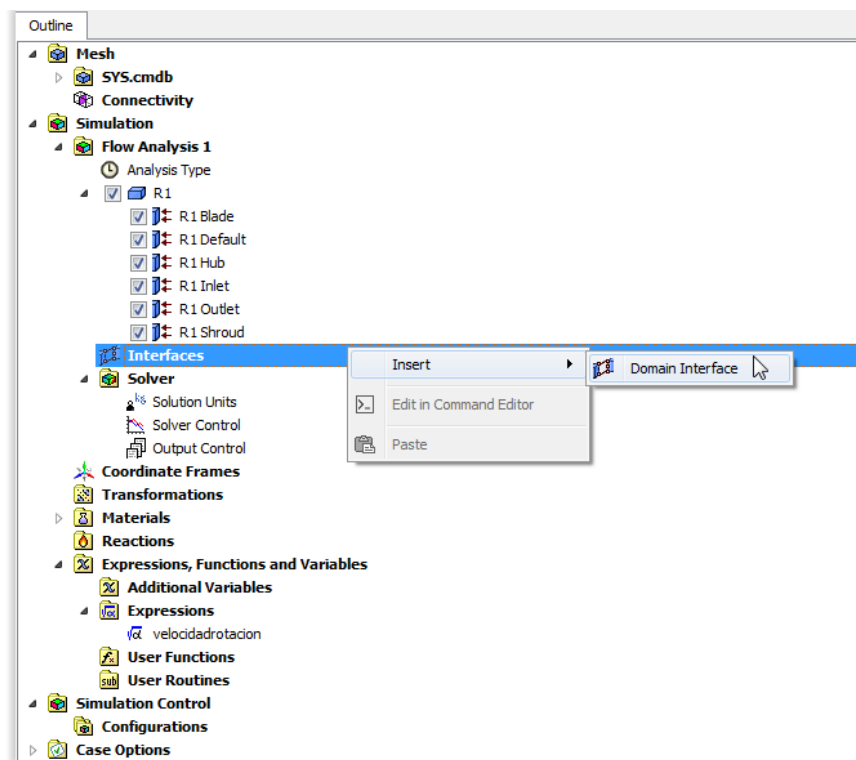 Outline
Mesh
SYS.cmdb
Connectivity
Simulation
Flow Analysis 1
Analysis Type
R1
R1 Blade
R1 Default
R1 Hub
R1 Inlet
R1 Outlet
R1 Shroud
Interfaces
Insert
Domain Interface
Solver
Solution Units
Edit in Command Editor
Solver Control
Output Control
Paste
Coordinate Frames
Transformations
Materials
Reactions
Expressions, Functions and Variables
Additional Variables
Expressions
velocidadrotacion
User Functions
User Routines
Simulation Control
Configurations
Case Options